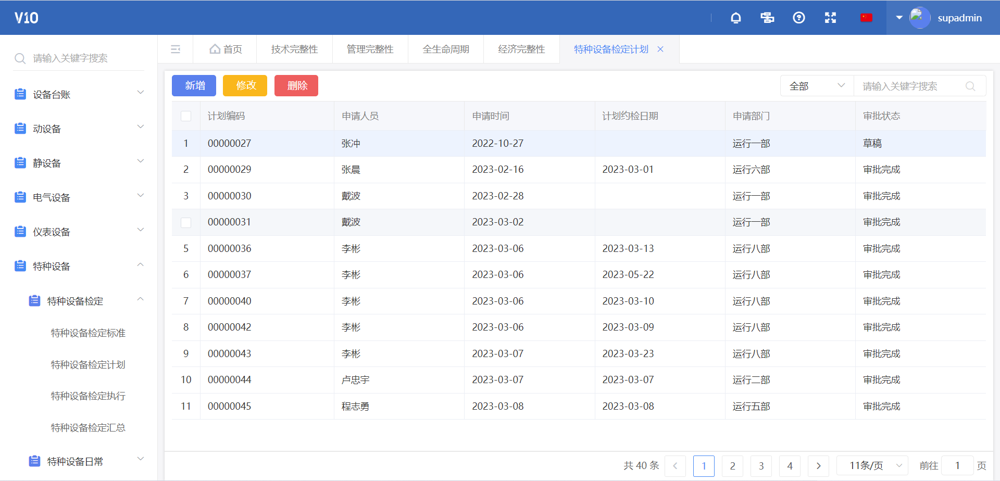 V10
supadmin
请输入关键字搜索
首页
技术完整性
管理完整性
全生命周期
经济完整性
特种设备检定计划
设备台账
动设备
静设备
电气设备
仪表设备
特种设备
特种设备检定
特种设备检定标准
特种设备检定计划
特种设备检定执行
特种设备检定汇总
特种设备日常
新增 修改 删除
全部 请输入关键字搜索
计划编码 申请人员 申请时间 计划约检日期 申请部门 审批状态
1 00000027 张冲 2022-10-27 运行一部 草稿
2 00000029 张晨 2023-02-16 2023-03-01 运行六部 审批完成
3 00000030 戴波 2023-02-28 运行一部 审批完成
00000031 戴波 2023-03-02 运行一部 审批完成
5 00000036 李彬 2023-03-06 2023-03-13 运行八部 审批完成
6 00000037 李彬 2023-03-06 2023-05-22 运行八部 审批完成
7 00000040 李彬 2023-03-06 2023-03-10 运行八部 审批完成
8 00000042 李彬 2023-03-06 2023-03-09 运行八部 审批完成
9 00000043 李彬 2023-03-07 2023-03-23 运行八部 审批完成
10 00000044 卢忠宇 2023-03-07 2023-03-07 运行二部 审批完成
11 00000045 程志勇 2023-03-08 2023-03-08 运行五部 审批完成
共 40 条 1 2 3 4 11条/页 前往 1 页